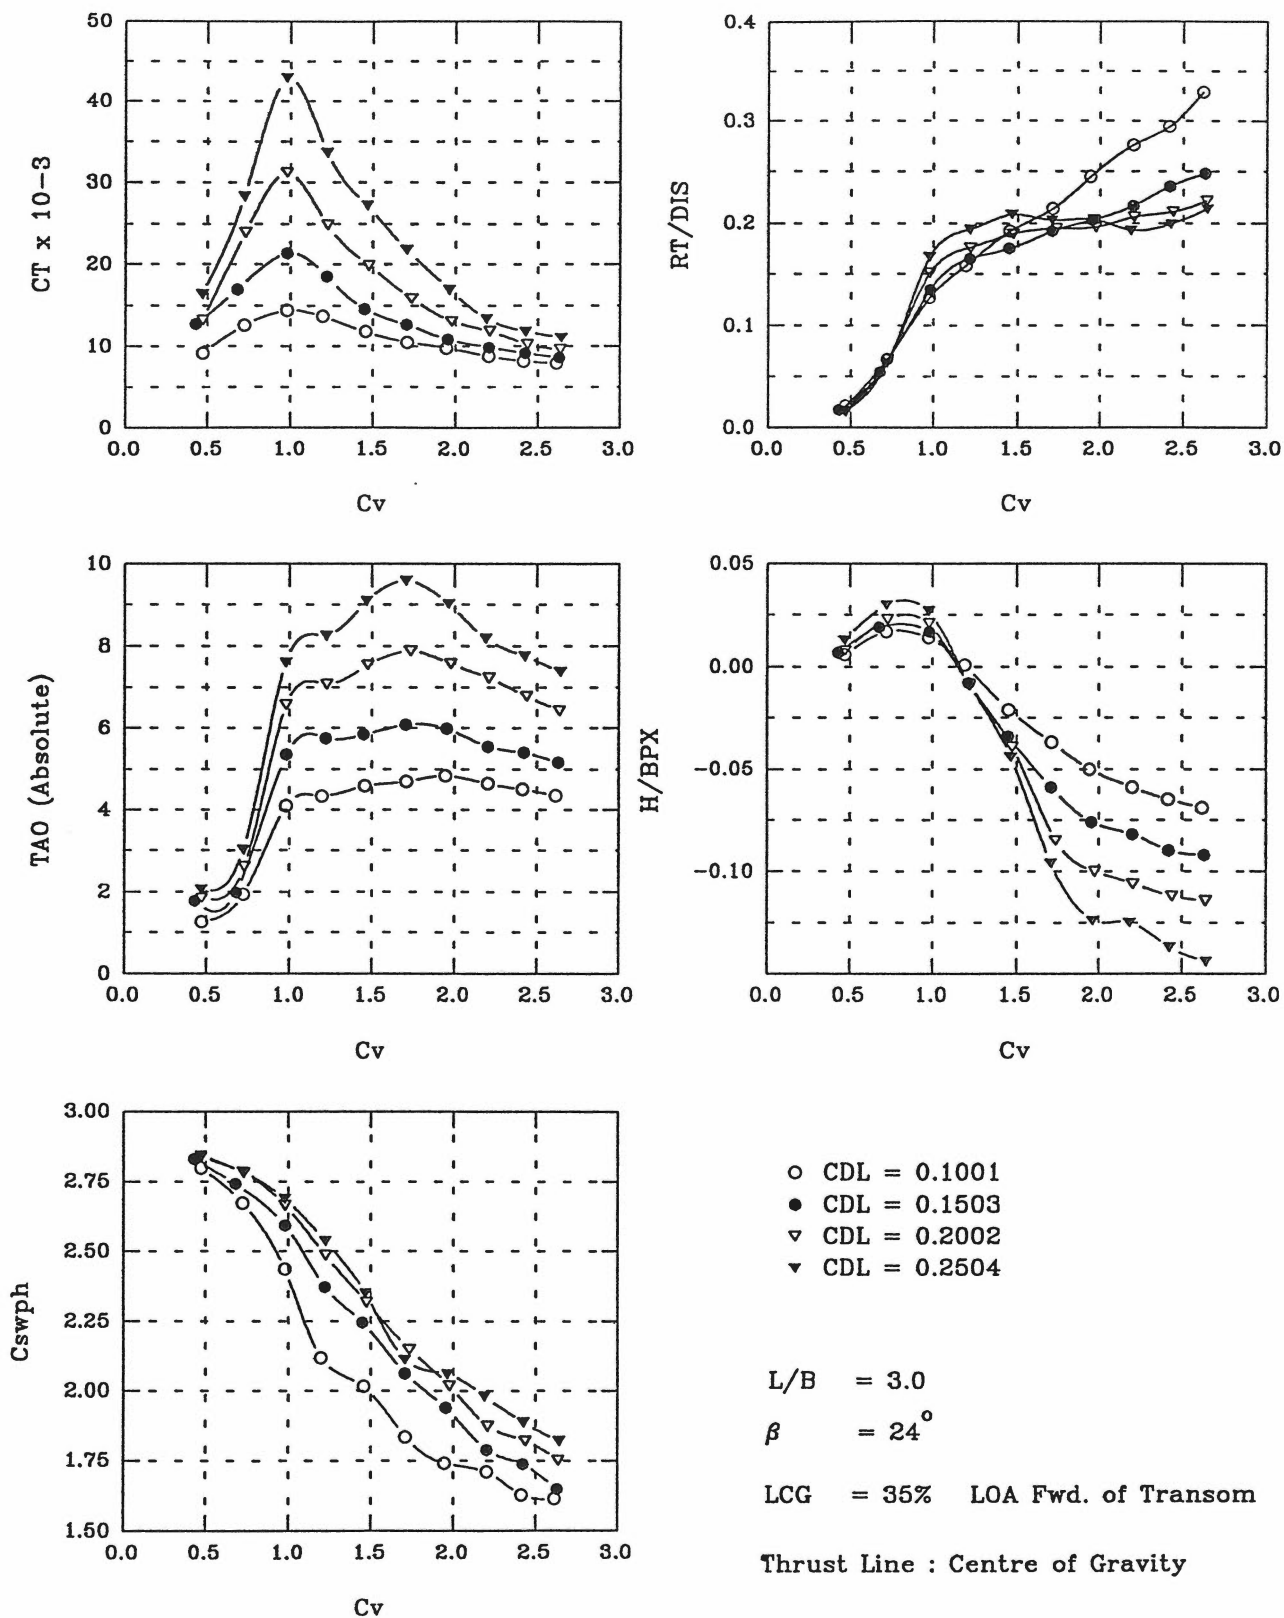 50
40
30
20
10
0
CT x 10-3
0.0 0.5 1.0 1.5 2.0 2.5 3.0
Cv
0.4
0.3
0.2
0.1
0.0
RT/DIS
0.0 0.5 1.0 1.5 2.0 2.5 3.0
Cv
10
8
6
4
2
0
TAO (Absolute)
0.0 0.5 1.0 1.5 2.0 2.5 3.0
Cv
0.05
0.00
-0.05
-0.10
H/BPX
0.0 0.5 1.0 1.5 2.0 2.5 3.0
Cv
3.00
2.75
2.50
2.25
2.00
1.75
1.50
Cswph
0.0 0.5 1.0 1.5 2.0 2.5 3.0
Cv
CDL = 0.1001
CDL = 0.1503
CDL = 0.2002
CDL = 0.2504
L/B = 3.0
β = 24°
LCG = 35% LOA Fwd. of Transom
Thrust Line : Centre of Gravity